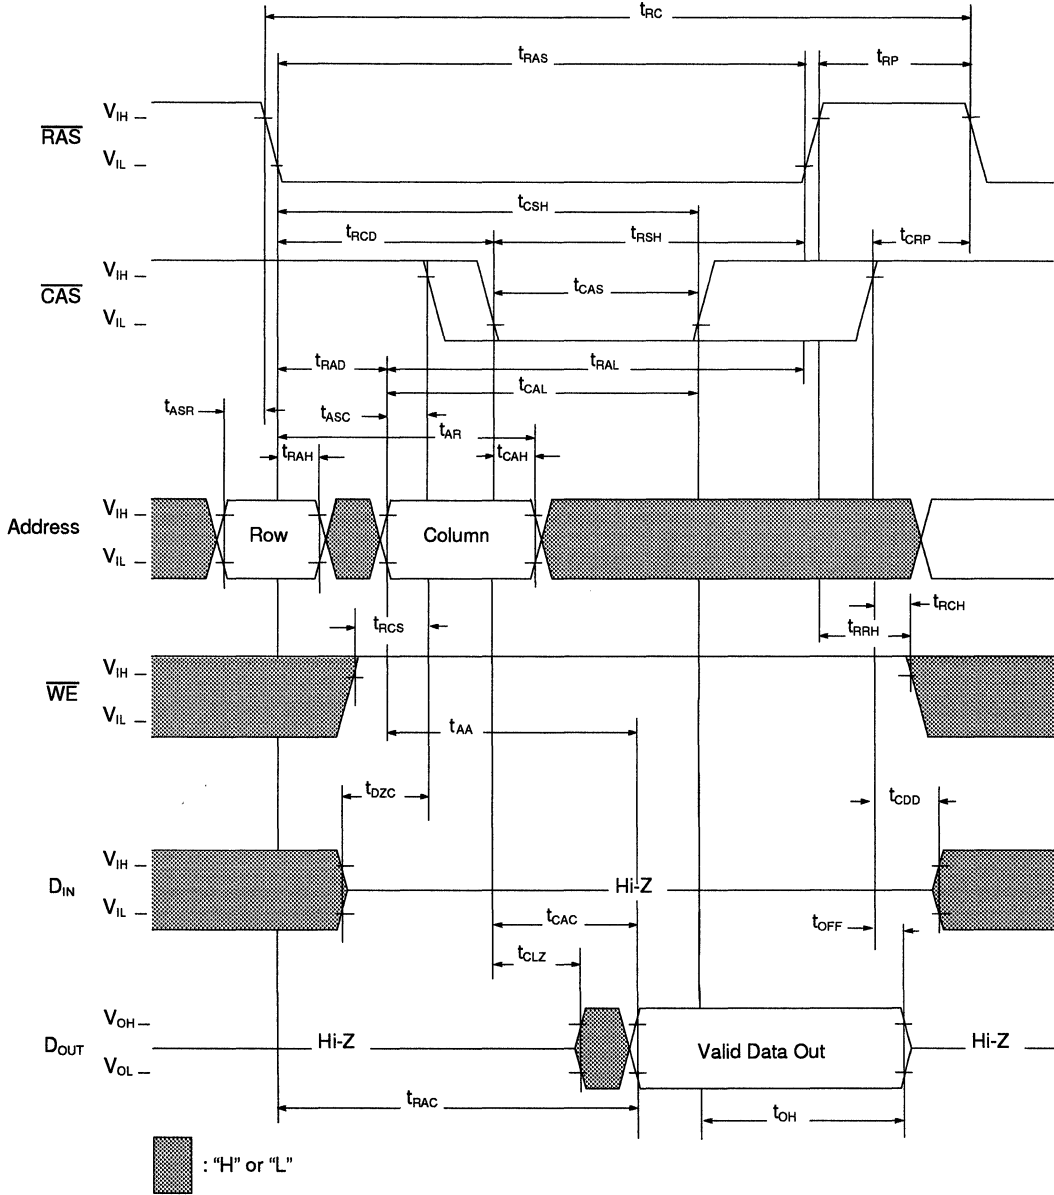 tRC
tRAS
tRP
RAS
VIH
VIL
tCSH
tRCD
tRSH
tCRP
CAS
VIH
VIL
tCAS
tRAD
tRAL
tCAL
tASR
tASC
tAR
tRAH
tCAH
Address
VIH
VIL
Row
Column
tRCH
tRCS
tRRH
WE
VIH
VIL
tAA
tDZC
tCDD
DIN
VIH
VIL
Hi-Z
tCAC
tOFF
tCLZ
DOUT
VOH
VOL
Hi-Z
Valid Data Out
Hi-Z
tRAC
tOH
: “H” or “L”